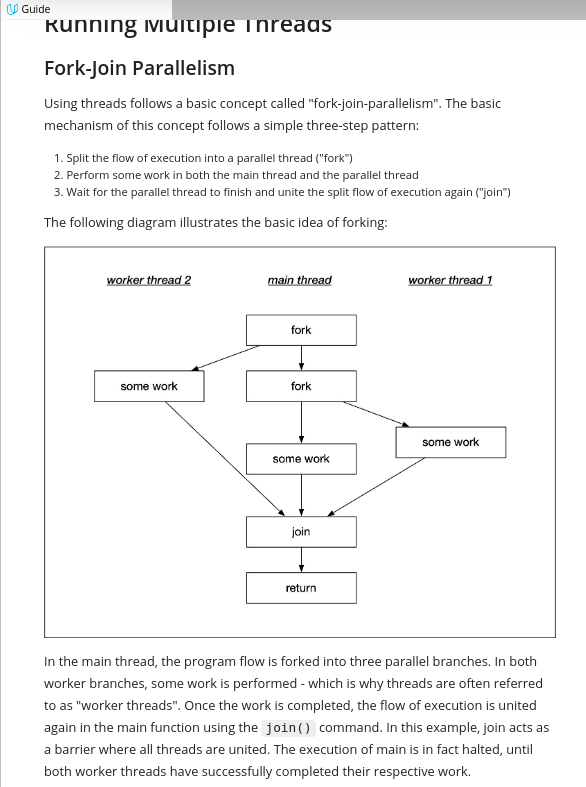 Guide
Running Multiple Threads
Fork-Join Parallelism
Using threads follows a basic concept called "fork-join-parallelism". The basic
mechanism of this concept follows a simple three-step pattern:
1. Split the flow of execution into a parallel thread ("fork")
2. Perform some work in both the main thread and the parallel thread
3. Wait for the parallel thread to finish and unite the split flow of execution again ("join")
The following diagram illustrates the basic idea of forking:
worker thread 2 main thread worker thread 1
fork
some work fork
some work
some work
join
return
In the main thread, the program flow is forked into three parallel branches. In both
worker branches, some work is performed - which is why threads are often referred
to as "worker threads". Once the work is completed, the flow of execution is united
again in the main function using the join() command. In this example, join acts as
a barrier where all threads are united. The execution of main is in fact halted, until
both worker threads have successfully completed their respective work.